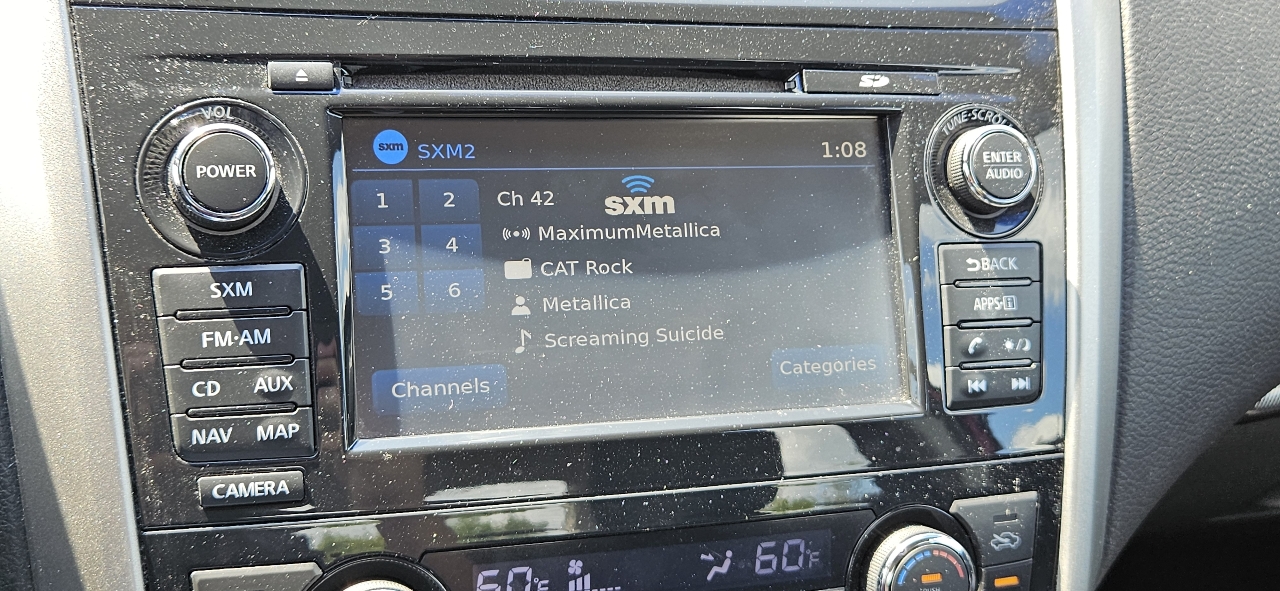 SD
VOL
POWER
TUNE·SCROLL
ENTER
AUDIO
sxm SXM2 1:08
1 2 Ch 42 sxm
3 4 MaximumMetallica
CAT Rock
5 6 Metallica
Screaming Suicide
Channels Categories
SXM
FM·AM
CD AUX
NAV MAP
CAMERA
BACK
APPS·i
60°F 60°F
PUSH